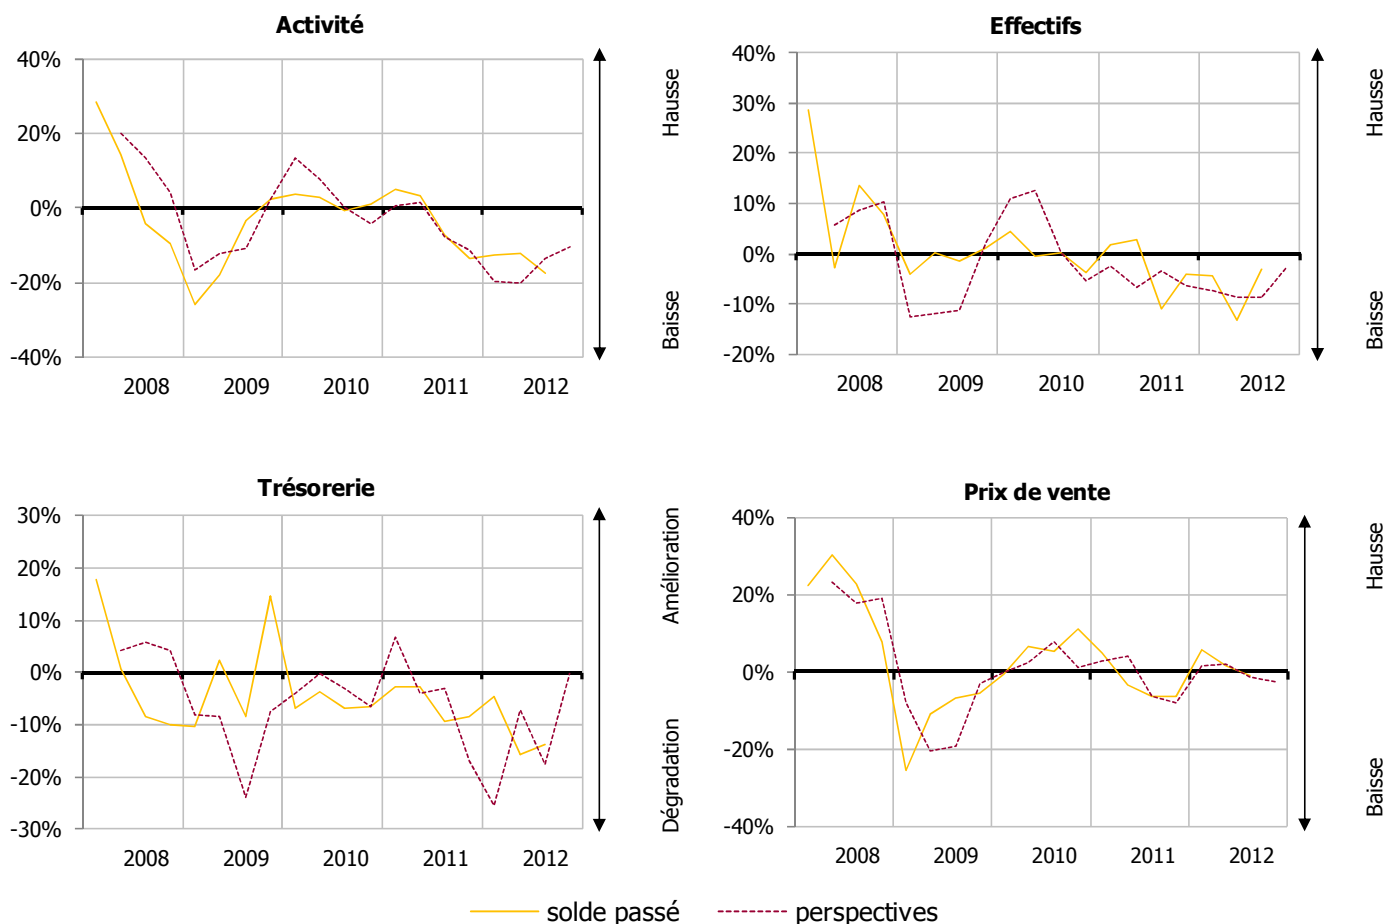 Activité
40%
20%
0%
-20%
-40%
2008 2009 2010 2011 2012
Hausse
Baisse
Effectifs
40%
30%
20%
10%
0%
-10%
-20%
2008 2009 2010 2011 2012
Hausse
Baisse
Trésorerie
30%
20%
10%
0%
-10%
-20%
-30%
2008 2009 2010 2011 2012
Amélioration
Dégradation
Prix de vente
40%
20%
0%
-20%
-40%
2008 2009 2010 2011 2012
Hausse
Baisse
solde passé perspectives